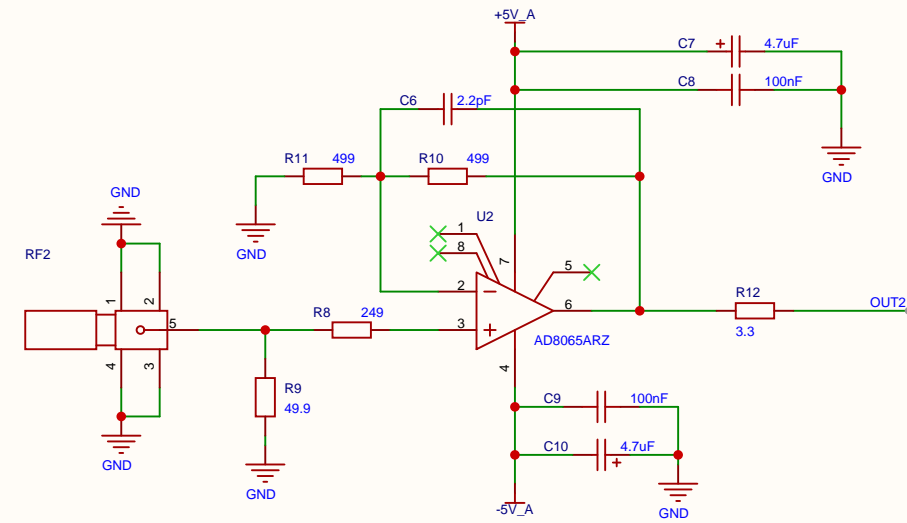 +5V_A
C7
+
4.7uF
C8
100nF
GND
C6
2.2pF
R11
499
R10
499
GND
GND
RF2
1
2
5
4
3
GND
R8
249
R9
49.9
GND
U2
1
8
7
5
2
6
3
4
AD8065ARZ
R12
3.3
OUT2
C9
100nF
C10
4.7uF
+
GND
-5V_A